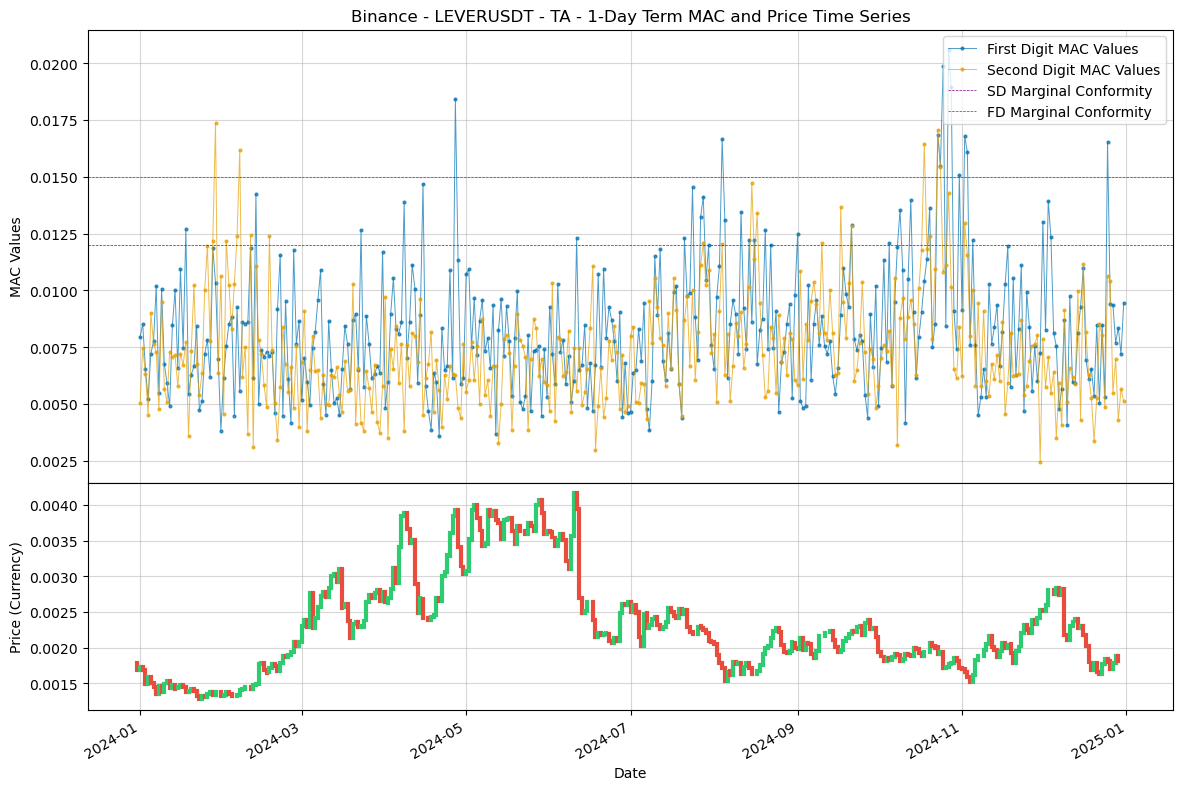 Binance - LEVERUSDT - TA - 1-Day Term MAC and Price Time Series
First Digit MAC Values
Second Digit MAC Values
SD Marginal Conformity
FD Marginal Conformity
MAC Values
0.0200
0.0175
0.0150
0.0125
0.0100
0.0075
0.0050
0.0025
Price (Currency)
0.0040
0.0035
0.0030
0.0025
0.0020
0.0015
2024-01
2024-03
2024-05
2024-07
2024-09
2024-11
2025-01
Date